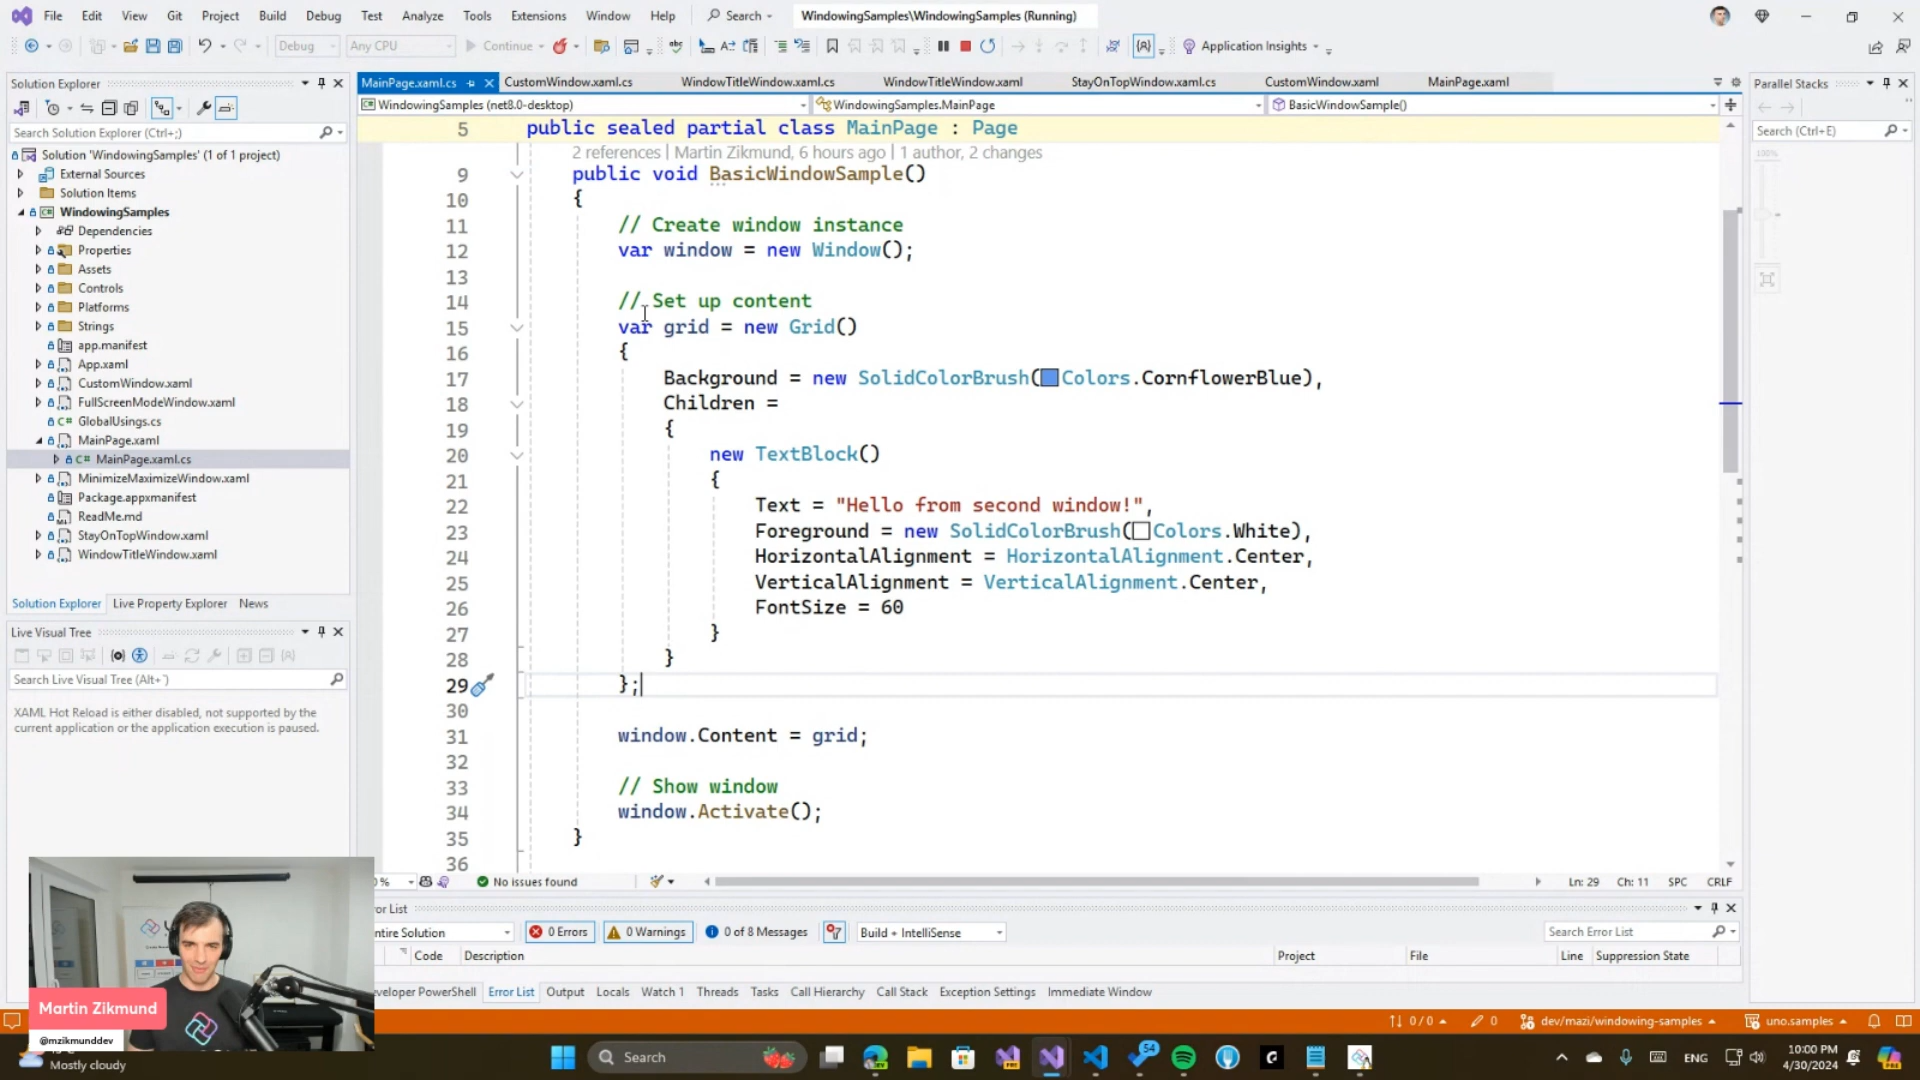 File Edit View Git Project Build Debug Test Analyze Tools Extensions Window Help Search WindowingSamples\WindowingSamples (Running)
Debug Any CPU Continue Application Insights
Solution Explorer
MainPage.xaml.cs CustomWindow.xaml.cs WindowTitleWindow.xaml.cs WindowTitleWindow.xaml StayOnTopWindow.xaml.cs CustomWindow.xaml MainPage.xaml
Parallel Stacks
WindowingSamples (net8.0-desktop) WindowingSamples.MainPage BasicWindowSample()
Search Solution Explorer (Ctrl+;)
Search (Ctrl+E)
100%
Solution 'WindowingSamples' (1 of 1 project)
External Sources
Solution Items
WindowingSamples
Dependencies
Properties
Assets
Controls
Platforms
Strings
app.manifest
App.xaml
CustomWindow.xaml
FullScreenModeWindow.xaml
C# GlobalUsings.cs
MainPage.xaml
C# MainPage.xaml.cs
MinimizeMaximizeWindow.xaml
Package.appxmanifest
ReadMe.md
StayOnTopWindow.xaml
WindowTitleWindow.xaml
Solution Explorer Live Property Explorer News
Live Visual Tree
Search Live Visual Tree (Alt+`)
XAML Hot Reload is either disabled, not supported by the
current application or the application execution is paused.
5 public sealed partial class MainPage : Page
2 references | Martin Zikmund, 6 hours ago | 1 author, 2 changes
9 public void BasicWindowSample()
10 {
11 // Create window instance
12 var window = new Window();
13
14 // Set up content
15 var grid = new Grid()
16 {
17 Background = new SolidColorBrush(Colors.CornflowerBlue),
18 Children =
19 {
20 new TextBlock()
21 {
22 Text = "Hello from second window!",
23 Foreground = new SolidColorBrush(Colors.White),
24 HorizontalAlignment = HorizontalAlignment.Center,
25 VerticalAlignment = VerticalAlignment.Center,
26 FontSize = 60
27 }
28 }
29 };
30
31 window.Content = grid;
32
33 // Show window
34 window.Activate();
35 }
36
% No issues found Ln: 29 Ch: 11 SPC CRLF
or List
ntire Solution 0 Errors 0 Warnings 0 of 8 Messages Build + IntelliSense Search Error List
Code Description Project File Line Suppression State
eveloper PowerShell Error List Output Locals Watch 1 Threads Tasks Call Hierarchy Call Stack Exception Settings Immediate Window
Martin Zikmund
@mzikmunddev
0 / 0 0 dev/mazi/windowing-samples uno.samples
Mostly cloudy
Search
54
ENG
10:00 PM
4/30/2024